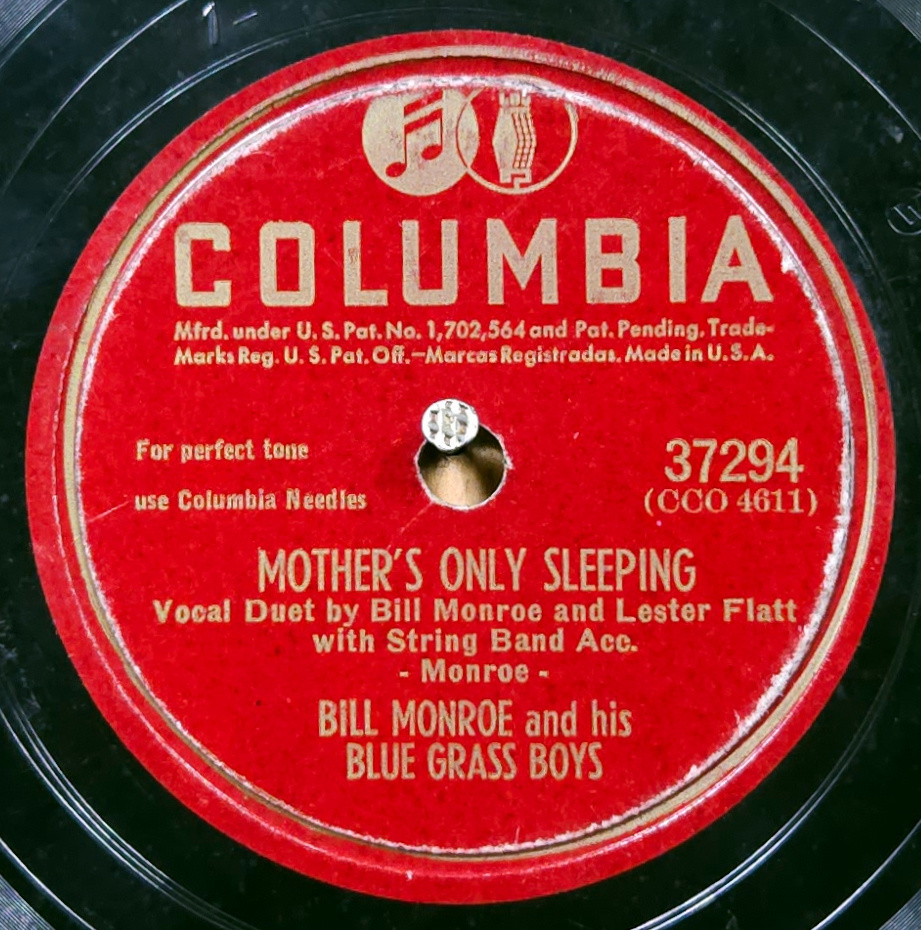 COLUMBIA
Mfrd. under U. S. Pat. No. 1,702,564 and Pat. Pending. Trade-
Marks Reg. U. S. Pat. Off.—Marcas Registradas. Made in U.S.A.
For perfect tone
use Columbia Needles
37294
(CCO 4611)
MOTHER'S ONLY SLEEPING
Vocal Duet by Bill Monroe and Lester Flatt
with String Band Acc.
- Monroe -
BILL MONROE and his
BLUE GRASS BOYS